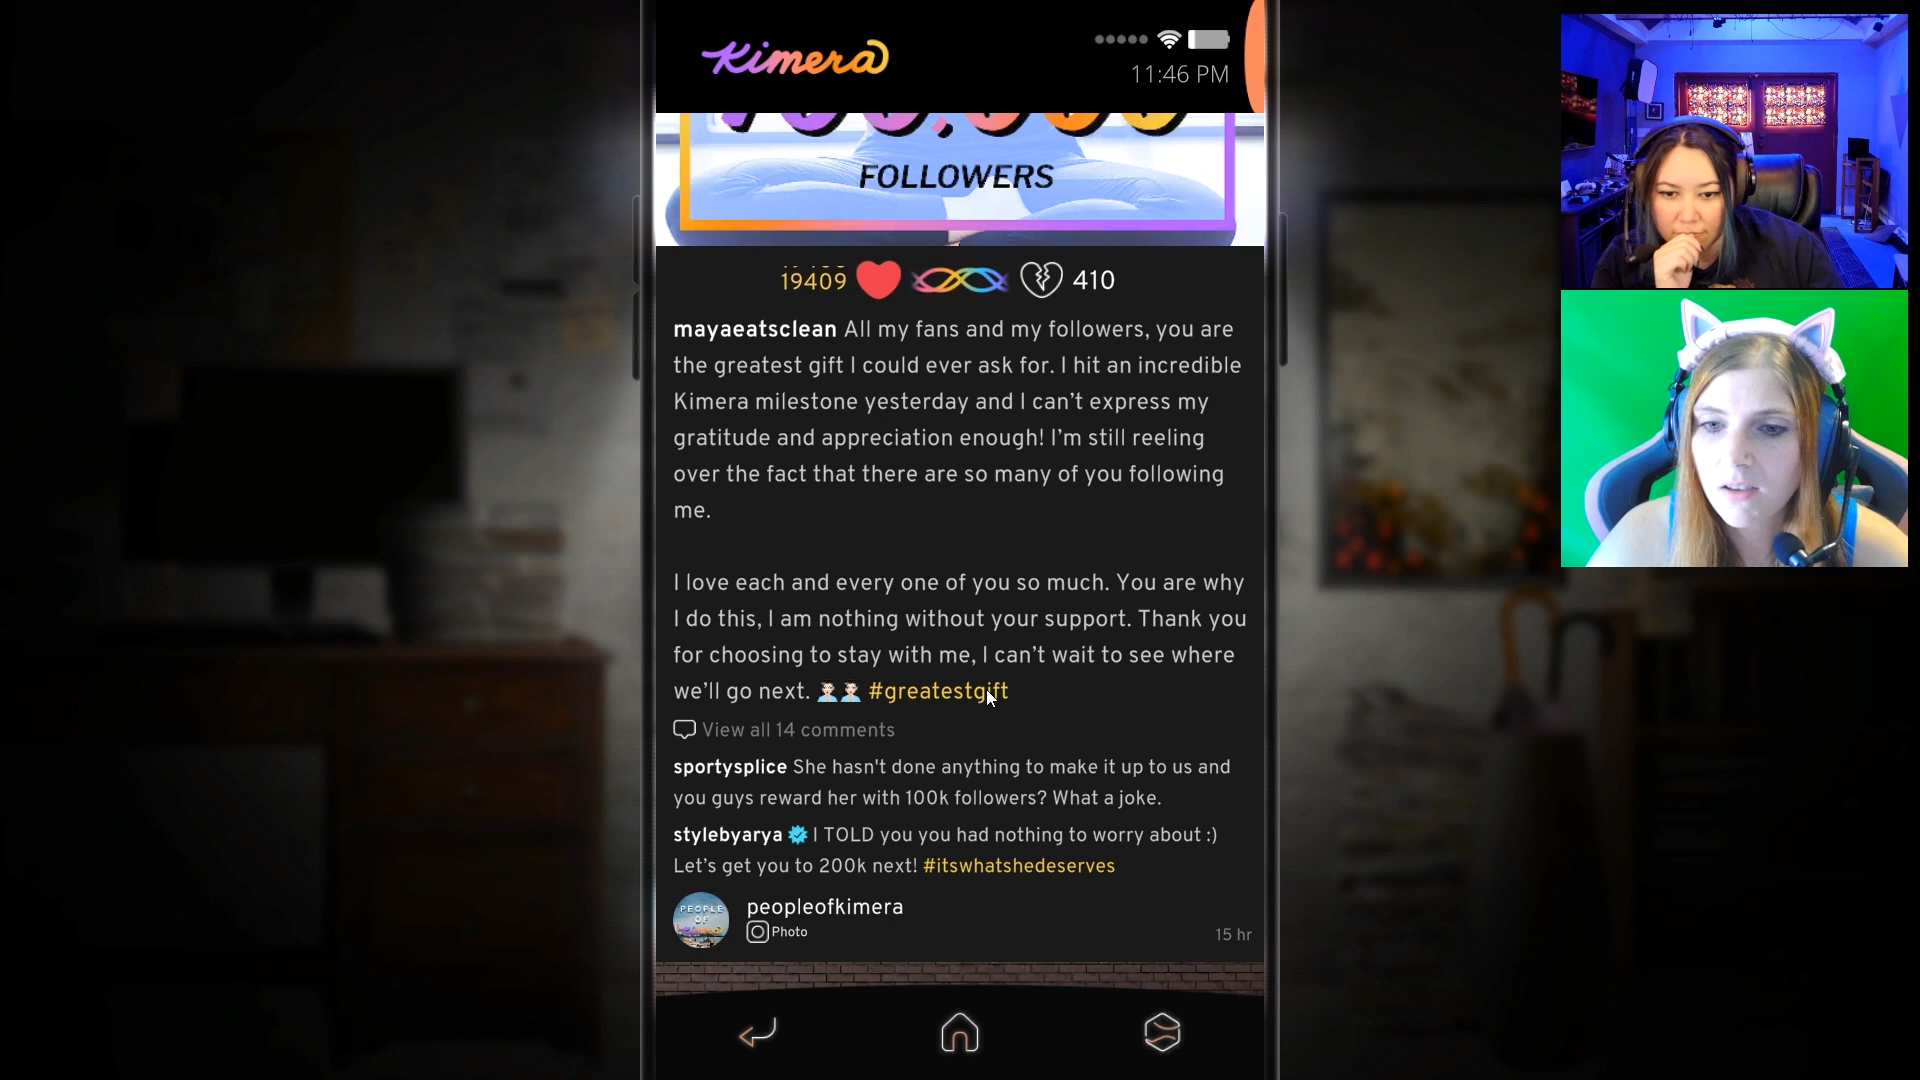 Kimera
11:46 PM
FOLLOWERS
19409
410
mayaeatsclean All my fans and my followers, you are
the greatest gift I could ever ask for. I hit an incredible
Kimera milestone yesterday and I can’t express my
gratitude and appreciation enough! I’m still reeling
over the fact that there are so many of you following
me.
I love each and every one of you so much. You are why
I do this, I am nothing without your support. Thank you
for choosing to stay with me, I can’t wait to see where
we’ll go next. #greatestgift
View all 14 comments
sportysplice She hasn't done anything to make it up to us and
you guys reward her with 100k followers? What a joke.
stylebyarya I TOLD you you had nothing to worry about :)
Let’s get you to 200k next! #itswhatshedeserves
PEOPLE
OF
Kimera
peopleofkimera
Photo
15 hr